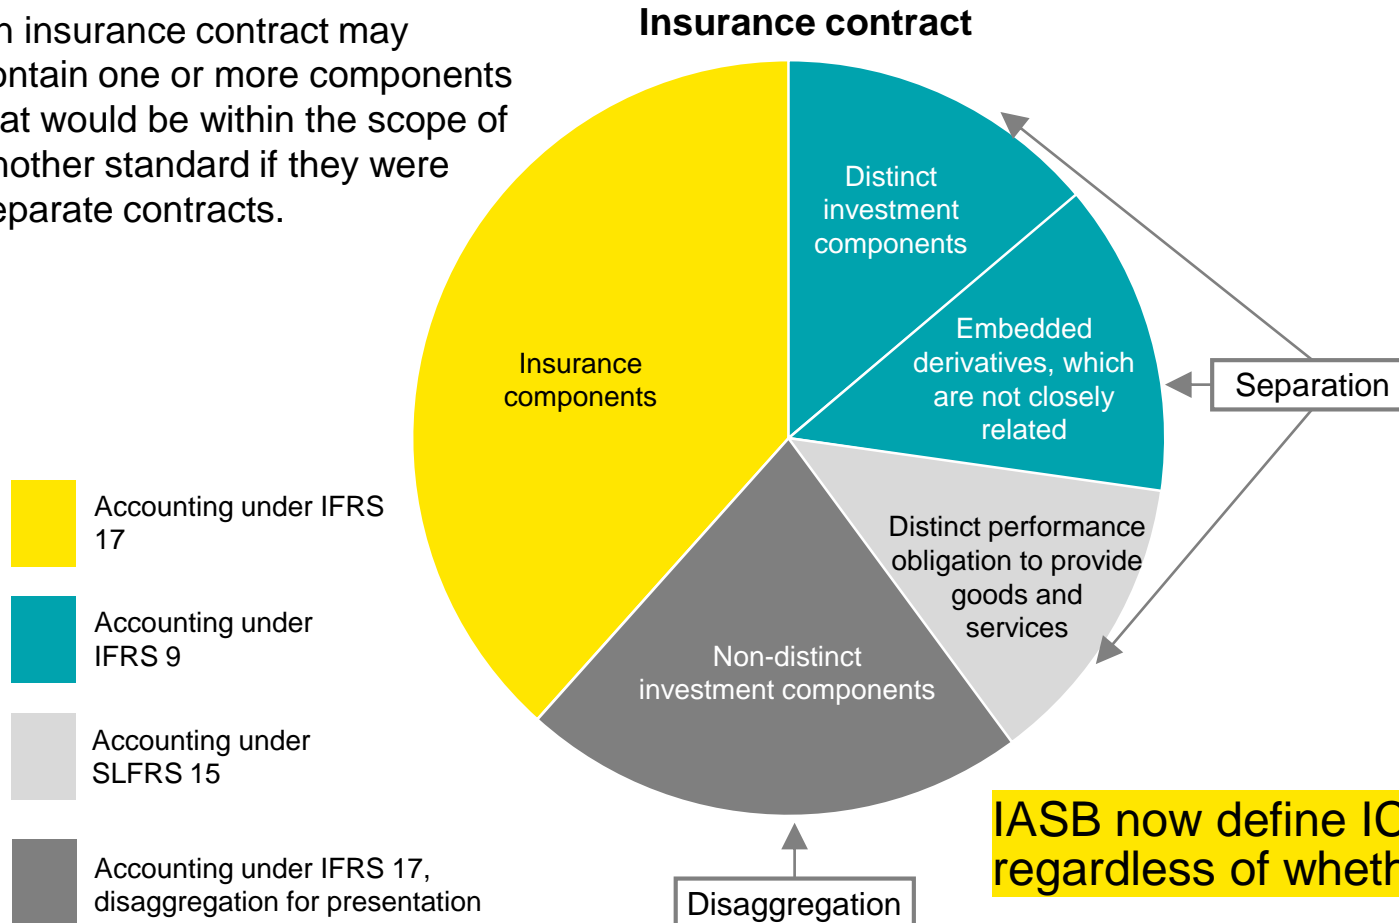 Insurance contract
n insurance contract may
ontain one or more components
at would be within the scope of
nother standard if they were
eparate contracts.
Distinct
investment
components
Embedded
derivatives, which
are not closely
related
Separation
Insurance
components
Distinct performance
obligation to provide
goods and
services
Non-distinct
investment components
Accounting under IFRS
17
Accounting under
IFRS 9
Accounting under
SLFRS 15
Accounting under IFRS 17,
disaggregation for presentation
Disaggregation
IASB now define IC
regardless of wheth